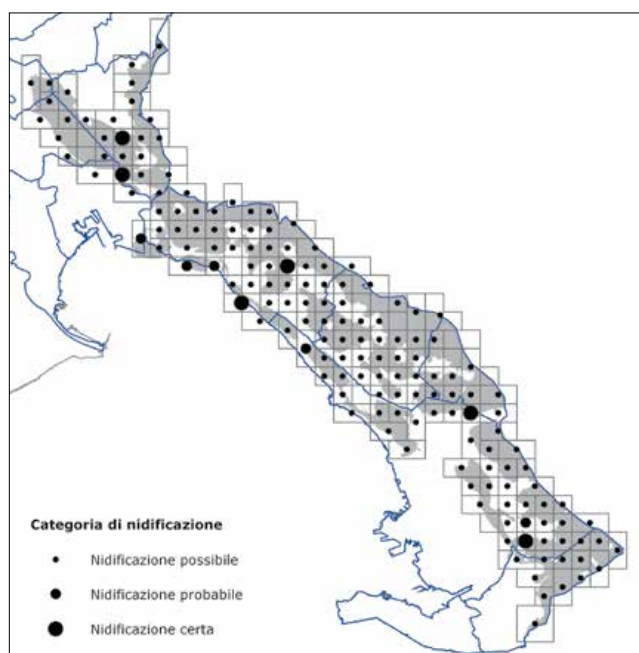 Categoria di nidificazione
Nidificazione possibile
Nidificazione probabile
Nidificazione certa